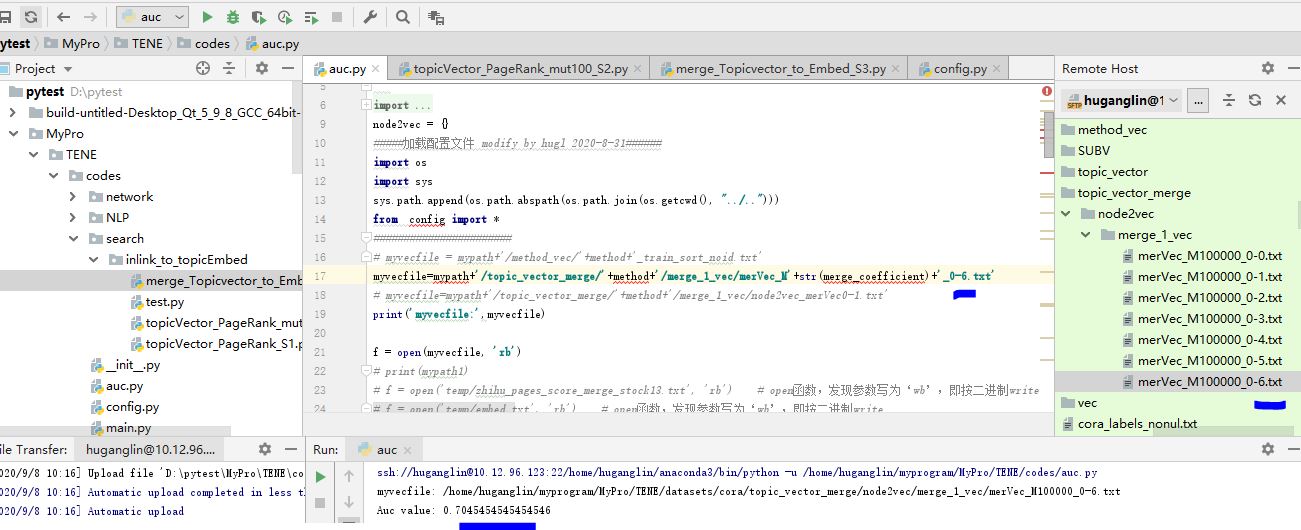 auc
pytest
MyPro
TENE
codes
auc.py
Project
auc.py
topicVector_PageRank_mut100_S2.py
merge_Topicvector_to_Embed_S3.py
config.py
Remote Host
pytest D:\pytest
build-untitled-Desktop_Qt_5_9_8_GCC_64bit-
MyPro
TENE
codes
network
NLP
search
inlink_to_topicEmbed
merge_Topicvector_to_Emb
test.py
topicVector_PageRank_mut
topicVector_PageRank_S1.p
__init__.py
auc.py
config.py
main.py
5
6 import ...
9 node2vec = {}
10 #####加载配置文件 modify by hugl 2020-8-31######
11 import os
12 import sys
13 sys.path.append(os.path.abspath(os.path.join(os.getcwd(), "../..")))
14 from config import *
15 ######################
16 # myvecfile = mypath+'/method_vec/'+method+'_train_sort_noid.txt'
17 myvecfile=mypath+'/topic_vector_merge/'+method+'/merge_1_vec/merVec_M'+str(merge_coefficient)+'_0-6.txt'
18 # myvecfile=mypath+'/topic_vector_merge/'+method+'/merge_1_vec/node2vec_merVec0-1.txt'
19 print('myvecfile:',myvecfile)
20
21 f = open(myvecfile, 'rb')
22 # print(mypath1)
23 # f = open('temp/zhihu_pages_score_merge_stock13.txt', 'rb') # open函数，发现参数写为‘wb’，即按二进制write
24 # f = open('temp/embed.txt', 'rb') # open函数，发现参数写为‘wb’，即按二进制write
SFTP huganglin@1 ...
method_vec
SUBV
topic_vector
topic_vector_merge
node2vec
merge_1_vec
merVec_M100000_0-0.txt
merVec_M100000_0-1.txt
merVec_M100000_0-2.txt
merVec_M100000_0-3.txt
merVec_M100000_0-4.txt
merVec_M100000_0-5.txt
merVec_M100000_0-6.txt
vec
cora_labels_nonul.txt
ile Transfer: huganglin@10.12.96....
020/9/8 10:16] Upload file 'D:\pytest\MyPro\TENE\co
020/9/8 10:16] Automatic upload completed in less th
020/9/8 10:16] Automatic upload
Run: auc
ssh://huganglin@10.12.96.123:22/home/huganglin/anaconda3/bin/python -u /home/huganglin/myprogram/MyPro/TENE/codes/auc.py
myvecfile: /home/huganglin/myprogram/MyPro/TENE/datasets/cora/topic_vector_merge/node2vec/merge_1_vec/merVec_M100000_0-6.txt
Auc value: 0.7045454545454546